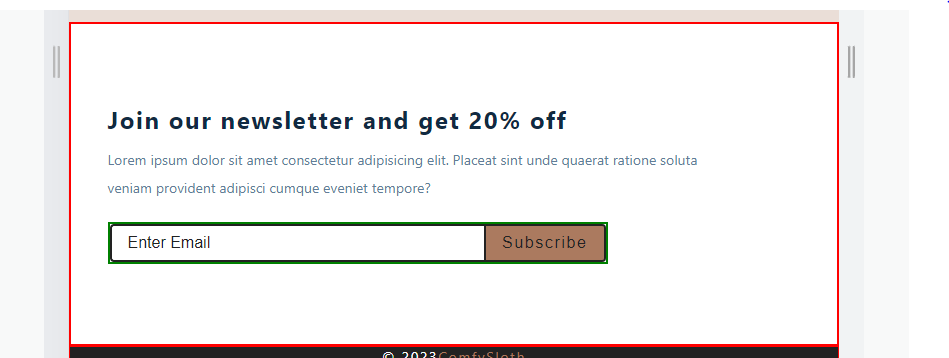 Join our newsletter and get 20% off
Lorem ipsum dolor sit amet consectetur adipisicing elit. Placeat sint unde quaerat ratione soluta
veniam provident adipisci cumque eveniet tempore?
Enter Email Subscribe
© 2023ComfySloth